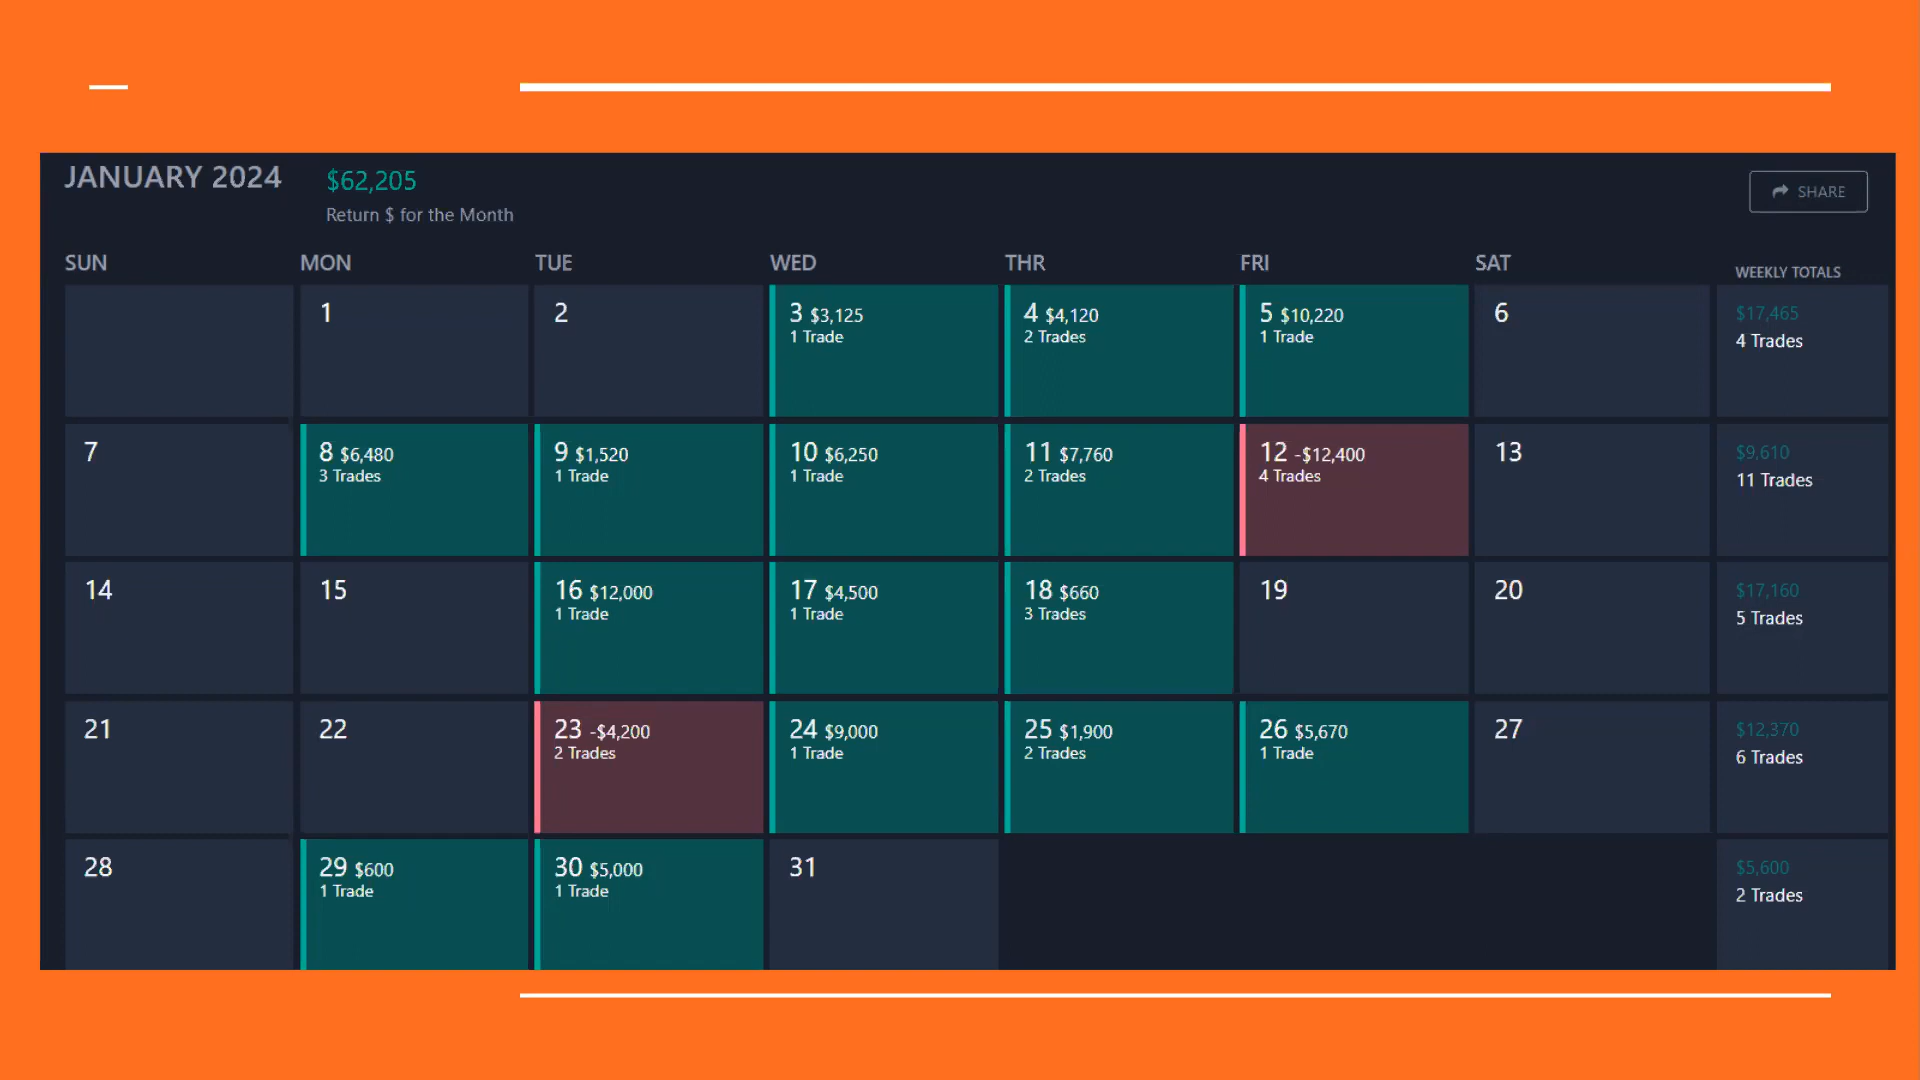 JANUARY 2024
$62,205
Return $ for the Month
SHARE
SUN MON TUE WED THR FRI SAT WEEKLY TOTALS
1 2 3 $3,125 4 $4,120 5 $10,220 6 $17,465
1 Trade 2 Trades 1 Trade 4 Trades
7 8 $6,480 9 $1,520 10 $6,250 11 $7,760 12 -$12,400 13 $9,610
3 Trades 1 Trade 1 Trade 2 Trades 4 Trades 11 Trades
14 15 16 $12,000 17 $4,500 18 $660 19 20 $17,160
1 Trade 1 Trade 3 Trades 5 Trades
21 22 23 -$4,200 24 $9,000 25 $1,900 26 $5,670 27 $12,370
2 Trades 1 Trade 2 Trades 1 Trade 6 Trades
28 29 $600 30 $5,000 31 $5,600
1 Trade 1 Trade 2 Trades